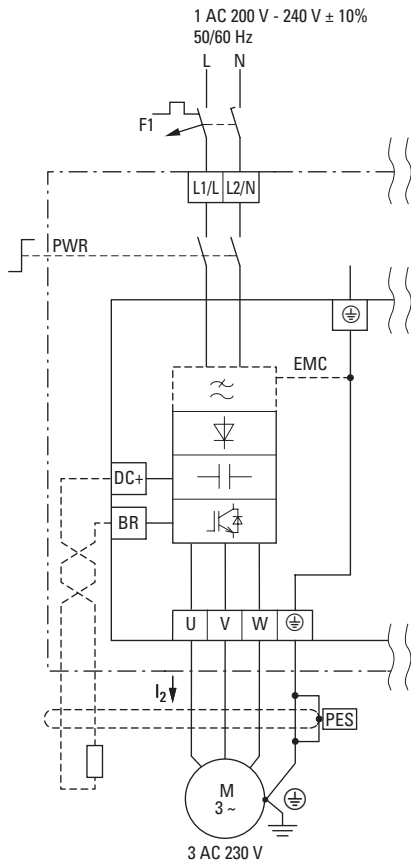 1 AC 200 V - 240 V ± 10%
50/60 Hz
L N
F1
L1/L L2/N
PWR
EMC
DC+
BR
U V W
I₂
PES
M
3 ~
3 AC 230 V